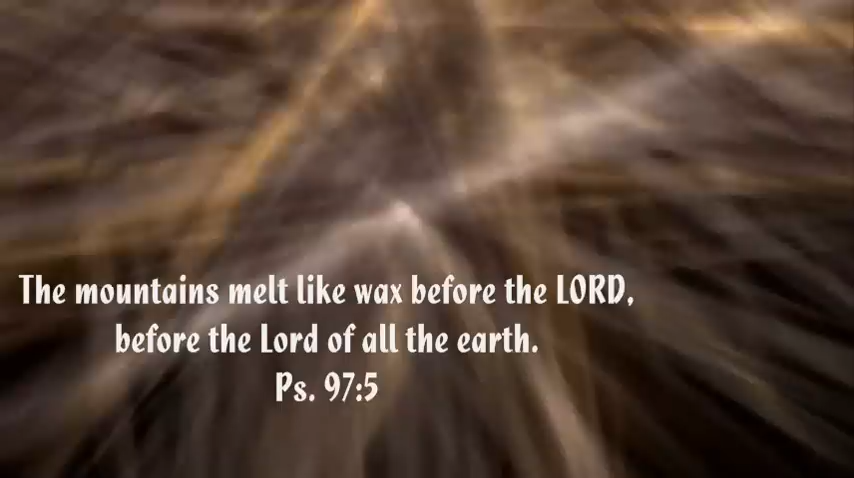 The mountains melt like wax before the LORD,
before the Lord of all the earth.
Ps. 97:5